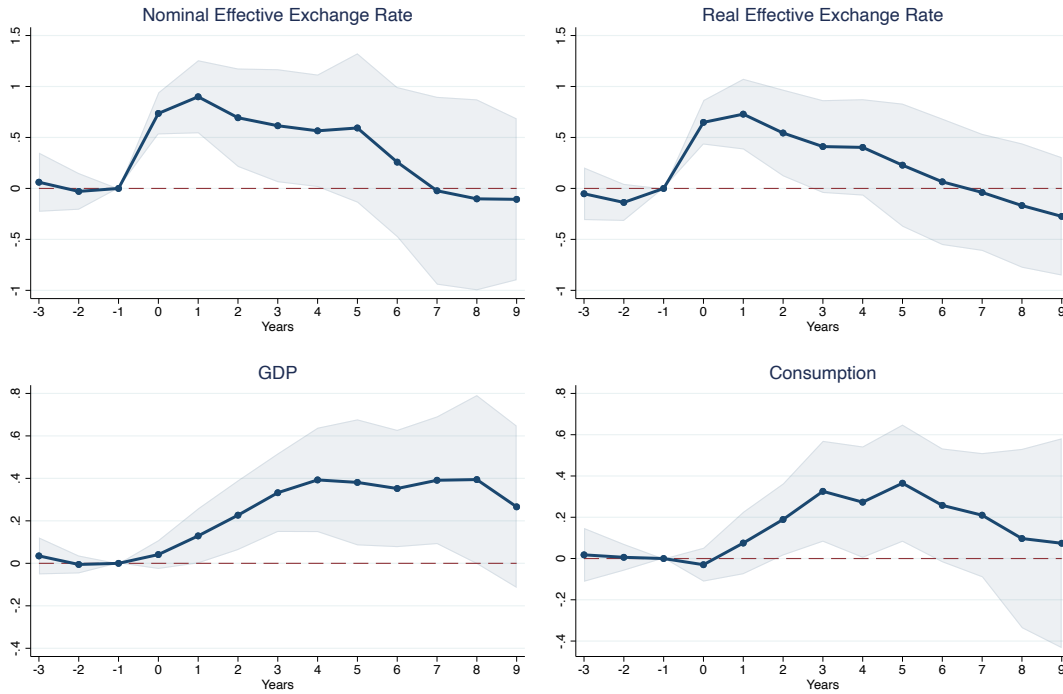 Nominal Effective Exchange Rate
1.5
1
.5
0
-.5
-1
-3 -2 -1 0 1 2 3 4 5 6 7 8 9
Years
Real Effective Exchange Rate
1.5
1
.5
0
-.5
-1
-3 -2 -1 0 1 2 3 4 5 6 7 8 9
Years
GDP
.8
.6
.4
.2
0
-.2
-.4
-3 -2 -1 0 1 2 3 4 5 6 7 8 9
Years
Consumption
.8
.6
.4
.2
0
-.2
-.4
-3 -2 -1 0 1 2 3 4 5 6 7 8 9
Years